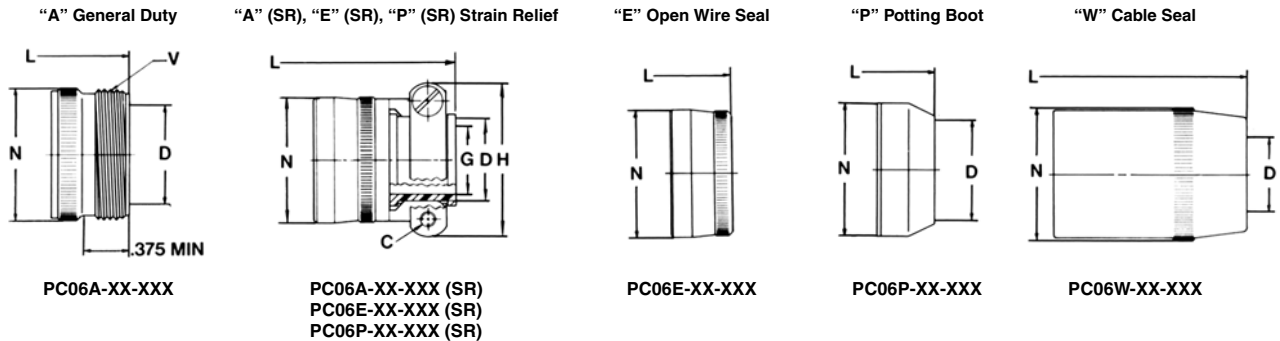 “A” General Duty
L
V
N
D
.375 MIN
PC06A-XX-XXX
“A” (SR), “E” (SR), “P” (SR) Strain Relief
L
N
G
D
H
C
PC06A-XX-XXX (SR)
PC06E-XX-XXX (SR)
PC06P-XX-XXX (SR)
“E” Open Wire Seal
L
N
PC06E-XX-XXX
“P” Potting Boot
L
N
D
PC06P-XX-XXX
“W” Cable Seal
L
N
D
PC06W-XX-XXX